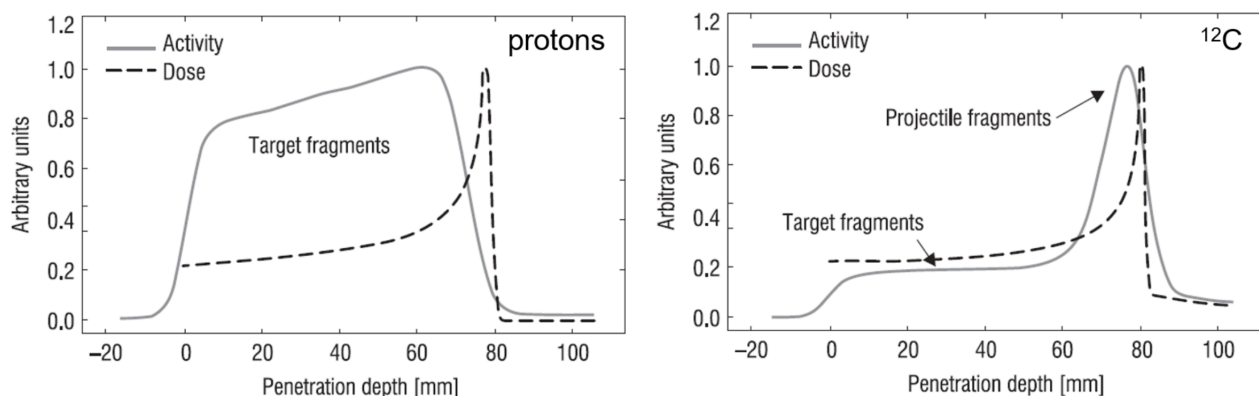 protons
Activity
Dose
Target fragments
Arbitrary units
1.2
1.0
0.8
0.6
0.4
0.2
0.0
−20
0
20
40
60
80
100
Penetration depth [mm]
¹²C
Activity
Dose
Projectile fragments
Target fragments
Arbitrary units
1.2
1.0
0.8
0.6
0.4
0.2
0.0
−20
0
20
40
60
80
100
Penetration depth [mm]